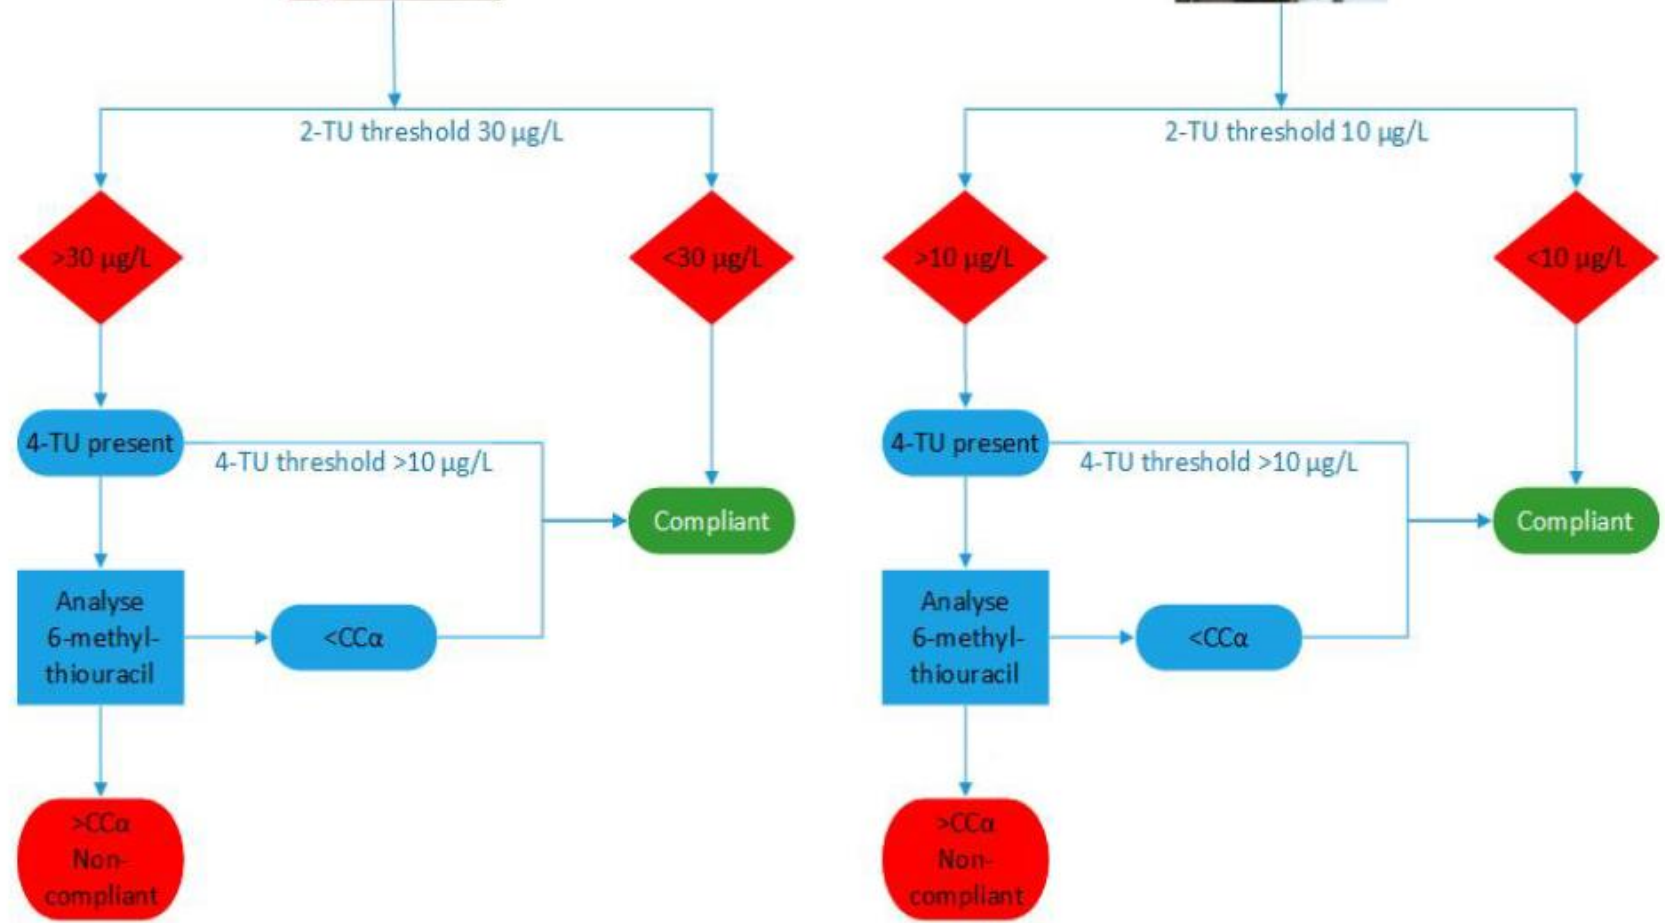 2-TU threshold 30 µg/L
>30 µg/L
<30 µg/L
4-TU present
4-TU threshold >10 µg/L
Compliant
Analyse
6-methyl-
thiouracil
<CCα
>CCα
Non-
compliant
2-TU threshold 10 µg/L
>10 µg/L
<10 µg/L
4-TU present
4-TU threshold >10 µg/L
Compliant
Analyse
6-methyl-
thiouracil
<CCα
>CCα
Non-
compliant